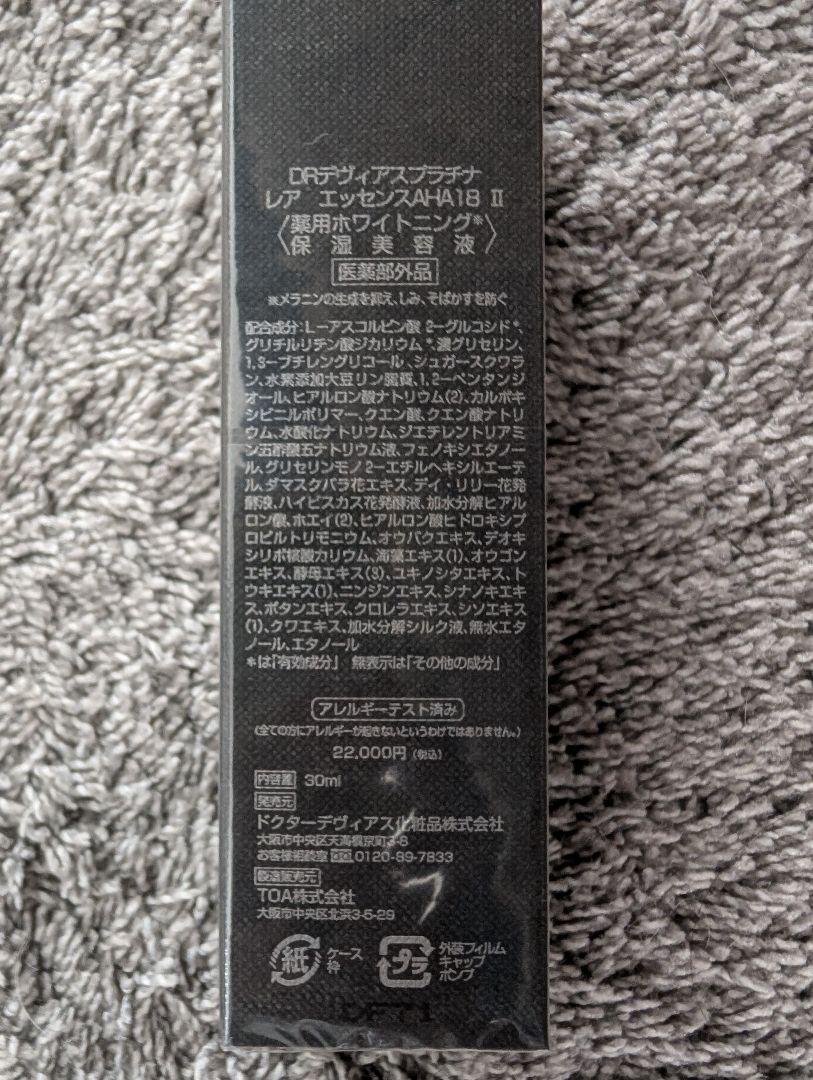 DRデヴィアスプラチナ
レア エッセンスAHA18 Ⅱ
〈薬用ホワイトニング*
保湿美容液〉
医薬部外品
※メラニンの生成を抑え、しみ、そばかすを防ぐ
配合成分:L-アスコルビン酸 2-グルコシド*、
グリチルリチン酸ジカリウム*、濃グリセリン、
1,3-ブチレングリコール、シュガースクワラ
ン、水素添加大豆リン脂質、1,2-ペンタンジ
オール、ヒアルロン酸ナトリウム(2)、カルボキ
シビニルポリマー、クエン酸、クエン酸ナトリ
ウム、水酸化ナトリウム、ジエチレントリアミ
ン五酢酸五ナトリウム液、フェノキシエタノー
ル、グリセリンモノ2-エチルヘキシルエーテ
ル、ダマスクバラ花エキス、デイ・リリー花発
酵液、ハイビスカス花発酵液、加水分解ヒアル
ロン酸、ホエイ(2)、ヒアルロン酸ヒドロキシプ
ロピルトリモニウム、オウバクエキス、デオキ
シリボ核酸カリウム、海藻エキス(1)、オウゴン
エキス、酵母エキス(3)、ユキノシタエキス、ト
ウキエキス(1)、ニンジンエキス、シナノキエキ
ス、ボタンエキス、クロレラエキス、シソエキス
(1)、クワエキス、加水分解シルク液、無水エタ
ノール、エタノール
*は「有効成分」 無表示は「その他の成分」
アレルギーテスト済み
(全ての方にアレルギーが起きないというわけではありません。)
22,000円(税込)
内容量 30ml
発売元
ドクターデヴィアス化粧品株式会社
大阪市中央区天満橋京町3-8
お客様相談室 0120-89-7833
製造販売元
TOA株式会社
大阪市中央区北浜3-5-29
紙 ケース
枠
プラ 外装フィルム
キャップ
ポンプ